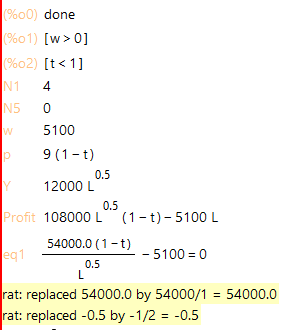 (%o0) done
(%o1) [w > 0]
(%o2) [t < 1]
N1 4
N5 0
w 5100
p 9 (1 − t)
Y 12000 L^0.5
Profit 108000 L^0.5 (1 − t) − 5100 L
eq1 54000.0 (1 − t) / L^0.5 − 5100 = 0
rat: replaced 54000.0 by 54000/1 = 54000.0
rat: replaced -0.5 by -1/2 = -0.5